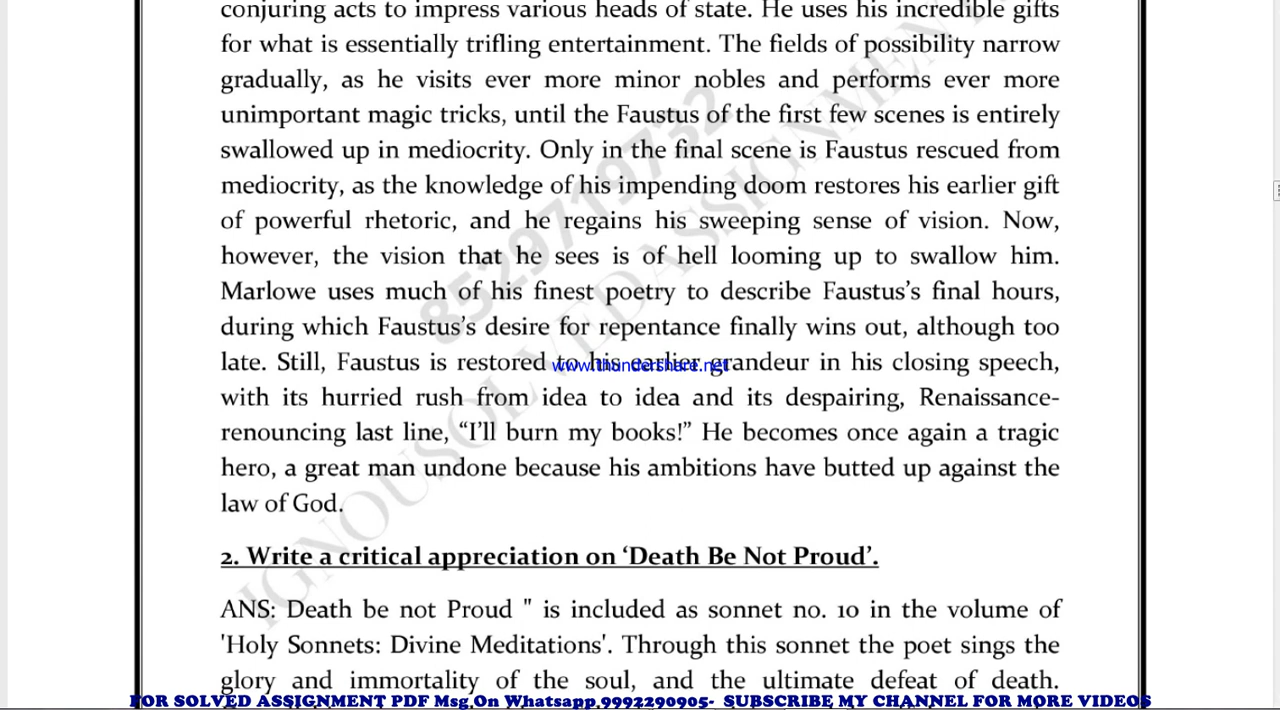 conjuring acts to impress various heads of state. He uses his incredible gifts
for what is essentially trifling entertainment. The fields of possibility narrow
gradually, as he visits ever more minor nobles and performs ever more
unimportant magic tricks, until the Faustus of the first few scenes is entirely
swallowed up in mediocrity. Only in the final scene is Faustus rescued from
mediocrity, as the knowledge of his impending doom restores his earlier gift
of powerful rhetoric, and he regains his sweeping sense of vision. Now,
however, the vision that he sees is of hell looming up to swallow him.
Marlowe uses much of his finest poetry to describe Faustus’s final hours,
during which Faustus’s desire for repentance finally wins out, although too
late. Still, Faustus is restored to his earlier grandeur in his closing speech,
www.thundershare.net
with its hurried rush from idea to idea and its despairing, Renaissance-
renouncing last line, “I’ll burn my books!” He becomes once again a tragic
hero, a great man undone because his ambitions have butted up against the
law of God.
2. Write a critical appreciation on ‘Death Be Not Proud’.
ANS: Death be not Proud " is included as sonnet no. 10 in the volume of
'Holy Sonnets: Divine Meditations'. Through this sonnet the poet sings the
glory and immortality of the soul, and the ultimate defeat of death.
FOR SOLVED ASSIGNMENT PDF Msg On Whatsapp 9992290905- SUBSCRIBE MY CHANNEL FOR MORE VIDEOS
IGNOUSOLVEDASSIGNMENT
8529719732